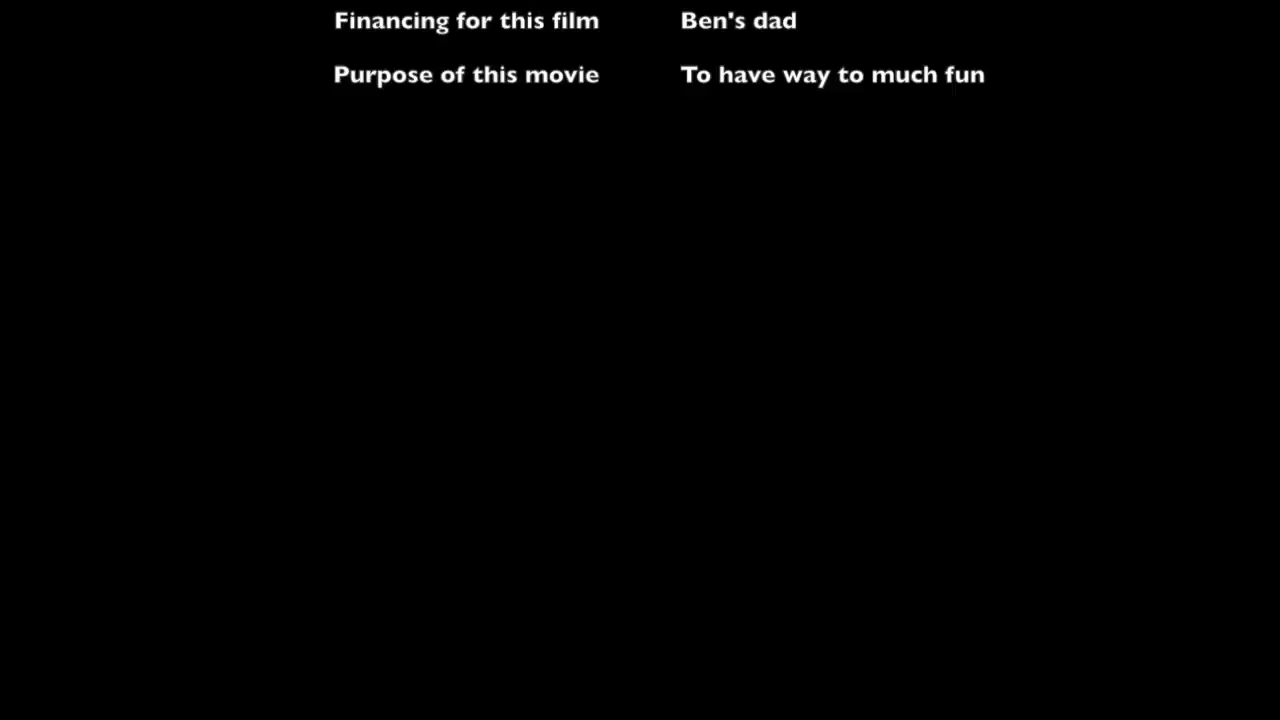 Financing for this film Ben's dad
Purpose of this movie To have way to much fun